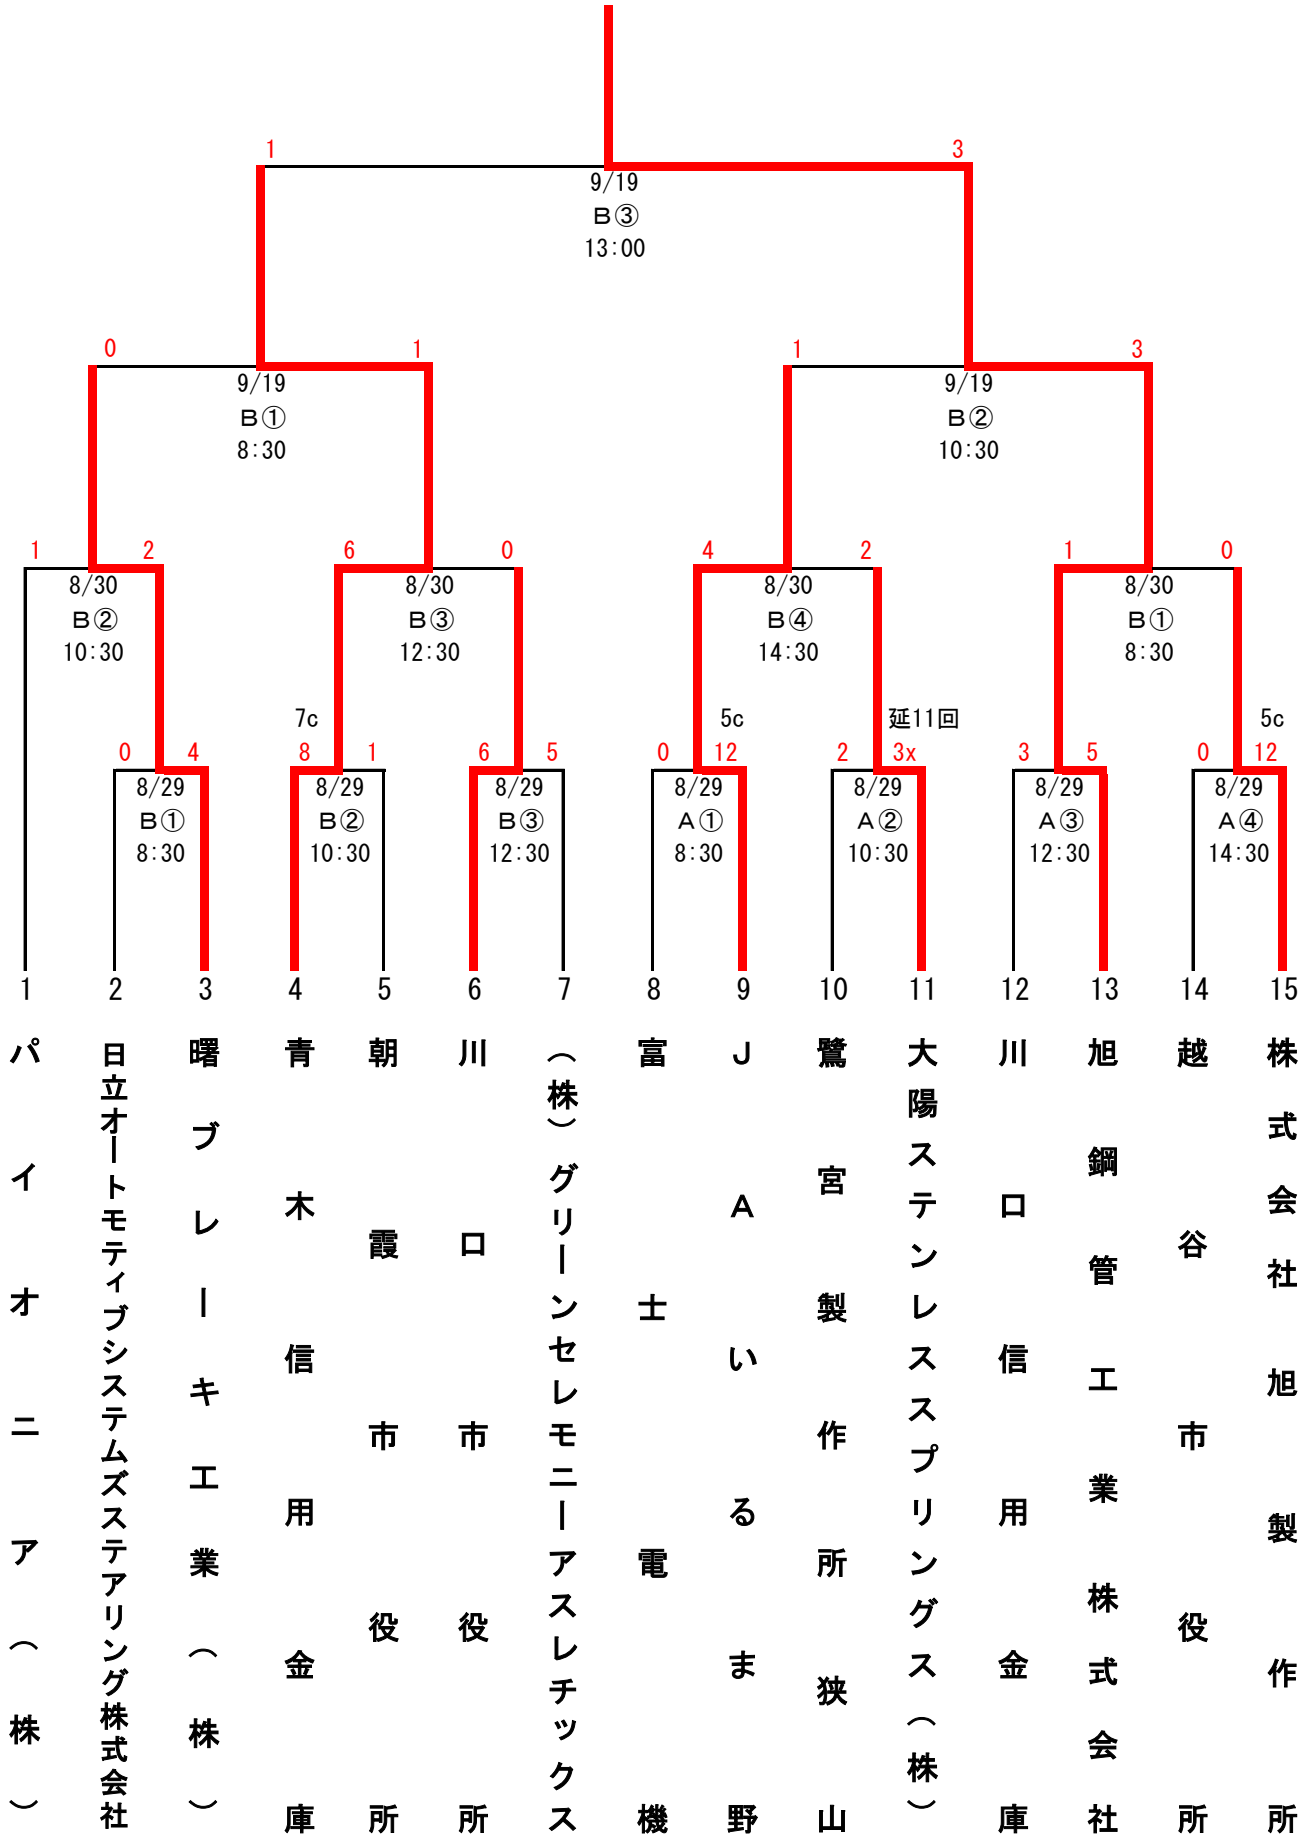 1 3
9/19
B③
13:00
0 1 1 3
9/19 9/19
B① B②
8:30 10:30
1 2 6 0 4 2 1 0
8/30 8/30 8/30 8/30
B② B③ B④ B①
10:30 12:30 14:30 8:30
7c 5c 延11回 5c
0 4 8 1 6 5 0 12 2 3x 3 5 0 12
8/29 8/29 8/29 8/29 8/29 8/29 8/29
B① B② B③ A① A② A③ A④
8:30 10:30 12:30 8:30 10:30 12:30 14:30
1 2 3 4 5 6 7 8 9 10 11 12 13 14 15
パイオニア(株)
日立オートモティブシステムズステアリング株式会社
曙ブレーキ工業(株)
青木信用金庫
朝霞市役所
川口市役所
(株)グリーンセレモニーアスレチックス
富士電機
JAいるま野
鷺宮製作所狭山
大陽ステンレススプリングス(株)
川口信用金庫
旭鋼管工業株式会社
越谷市役所
株式会社旭製作所